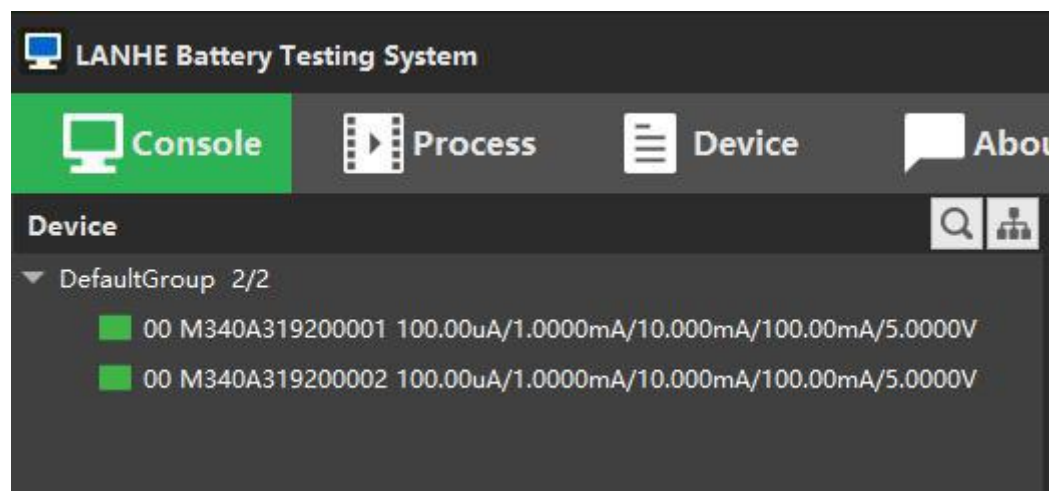 LANHE Battery Testing System
Console Process Device Abou
Device
DefaultGroup 2/2
00 M340A319200001 100.00uA/1.0000mA/10.000mA/100.00mA/5.0000V
00 M340A319200002 100.00uA/1.0000mA/10.000mA/100.00mA/5.0000V